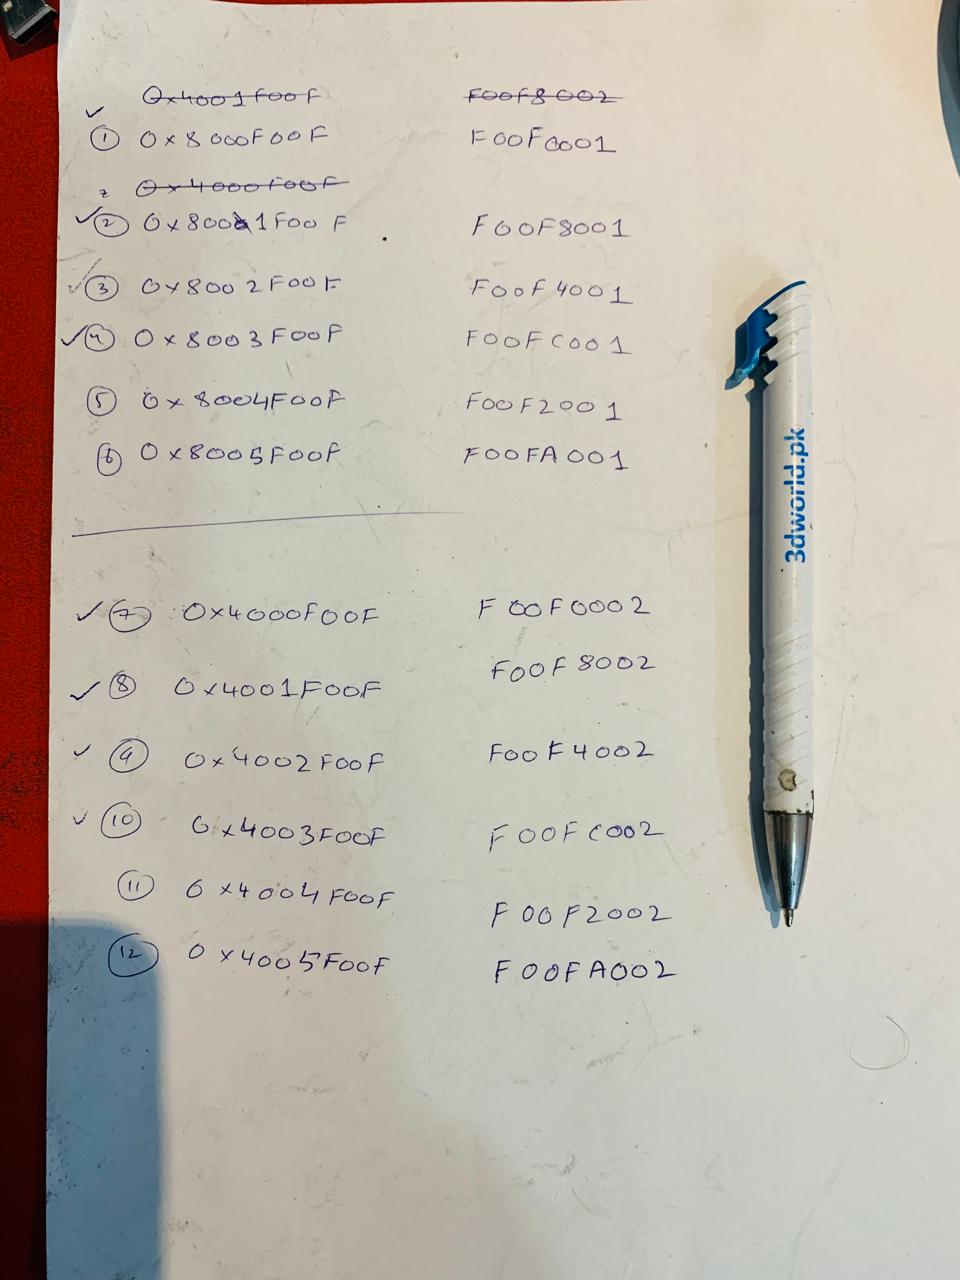 0x4001F00F F00F8002
① 0x8000F00F F00F0001
2 0x4000F00F
② 0x8001F00F F00F8001
③ 0x8002F00F F00F4001
④ 0x8003F00F F00FC001
⑤ 0x8004F00F F00F2001
⑥ 0x8005F00F F00FA001
⑦ 0x4000F00F F00F0002
⑧ 0x4001F00F F00F8002
⑨ 0x4002F00F F00F4002
⑩ 0x4003F00F F00FC002
⑪ 0x4004F00F F00F2002
⑫ 0x4005F00F F00FA002
3dworld.pk